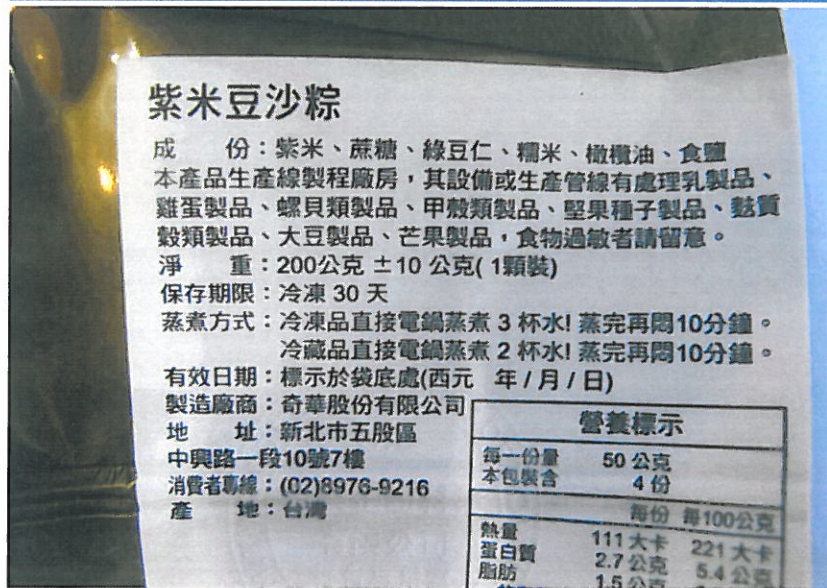 紫米豆沙粽
成　　份：紫米、蔗糖、綠豆仁、糯米、橄欖油、食鹽
本產品生產線製程廠房，其設備或生產管線有處理乳製品、
雞蛋製品、螺貝類製品、甲殼類製品、堅果種子製品、麩質
穀類製品、大豆製品、芒果製品，食物過敏者請留意。
淨　　重：200公克 ±10 公克( 1顆裝)
保存期限：冷凍 30 天
蒸煮方式：冷凍品直接電鍋蒸煮 3 杯水! 蒸完再悶10分鐘。
冷藏品直接電鍋蒸煮 2 杯水! 蒸完再悶10分鐘。
有效日期：標示於袋底處(西元 年 / 月 / 日)
製造廠商：奇華股份有限公司
地　　址：新北市五股區
中興路一段10號7樓
消費者專線：(02)8976-9216
產　　地：台灣
營養標示
每一份量 50 公克
本包裝含 4 份
每份 每100公克
熱量 111 大卡 221 大卡
蛋白質 2.7 公克 5.4 公克
脂肪 1.5 公克